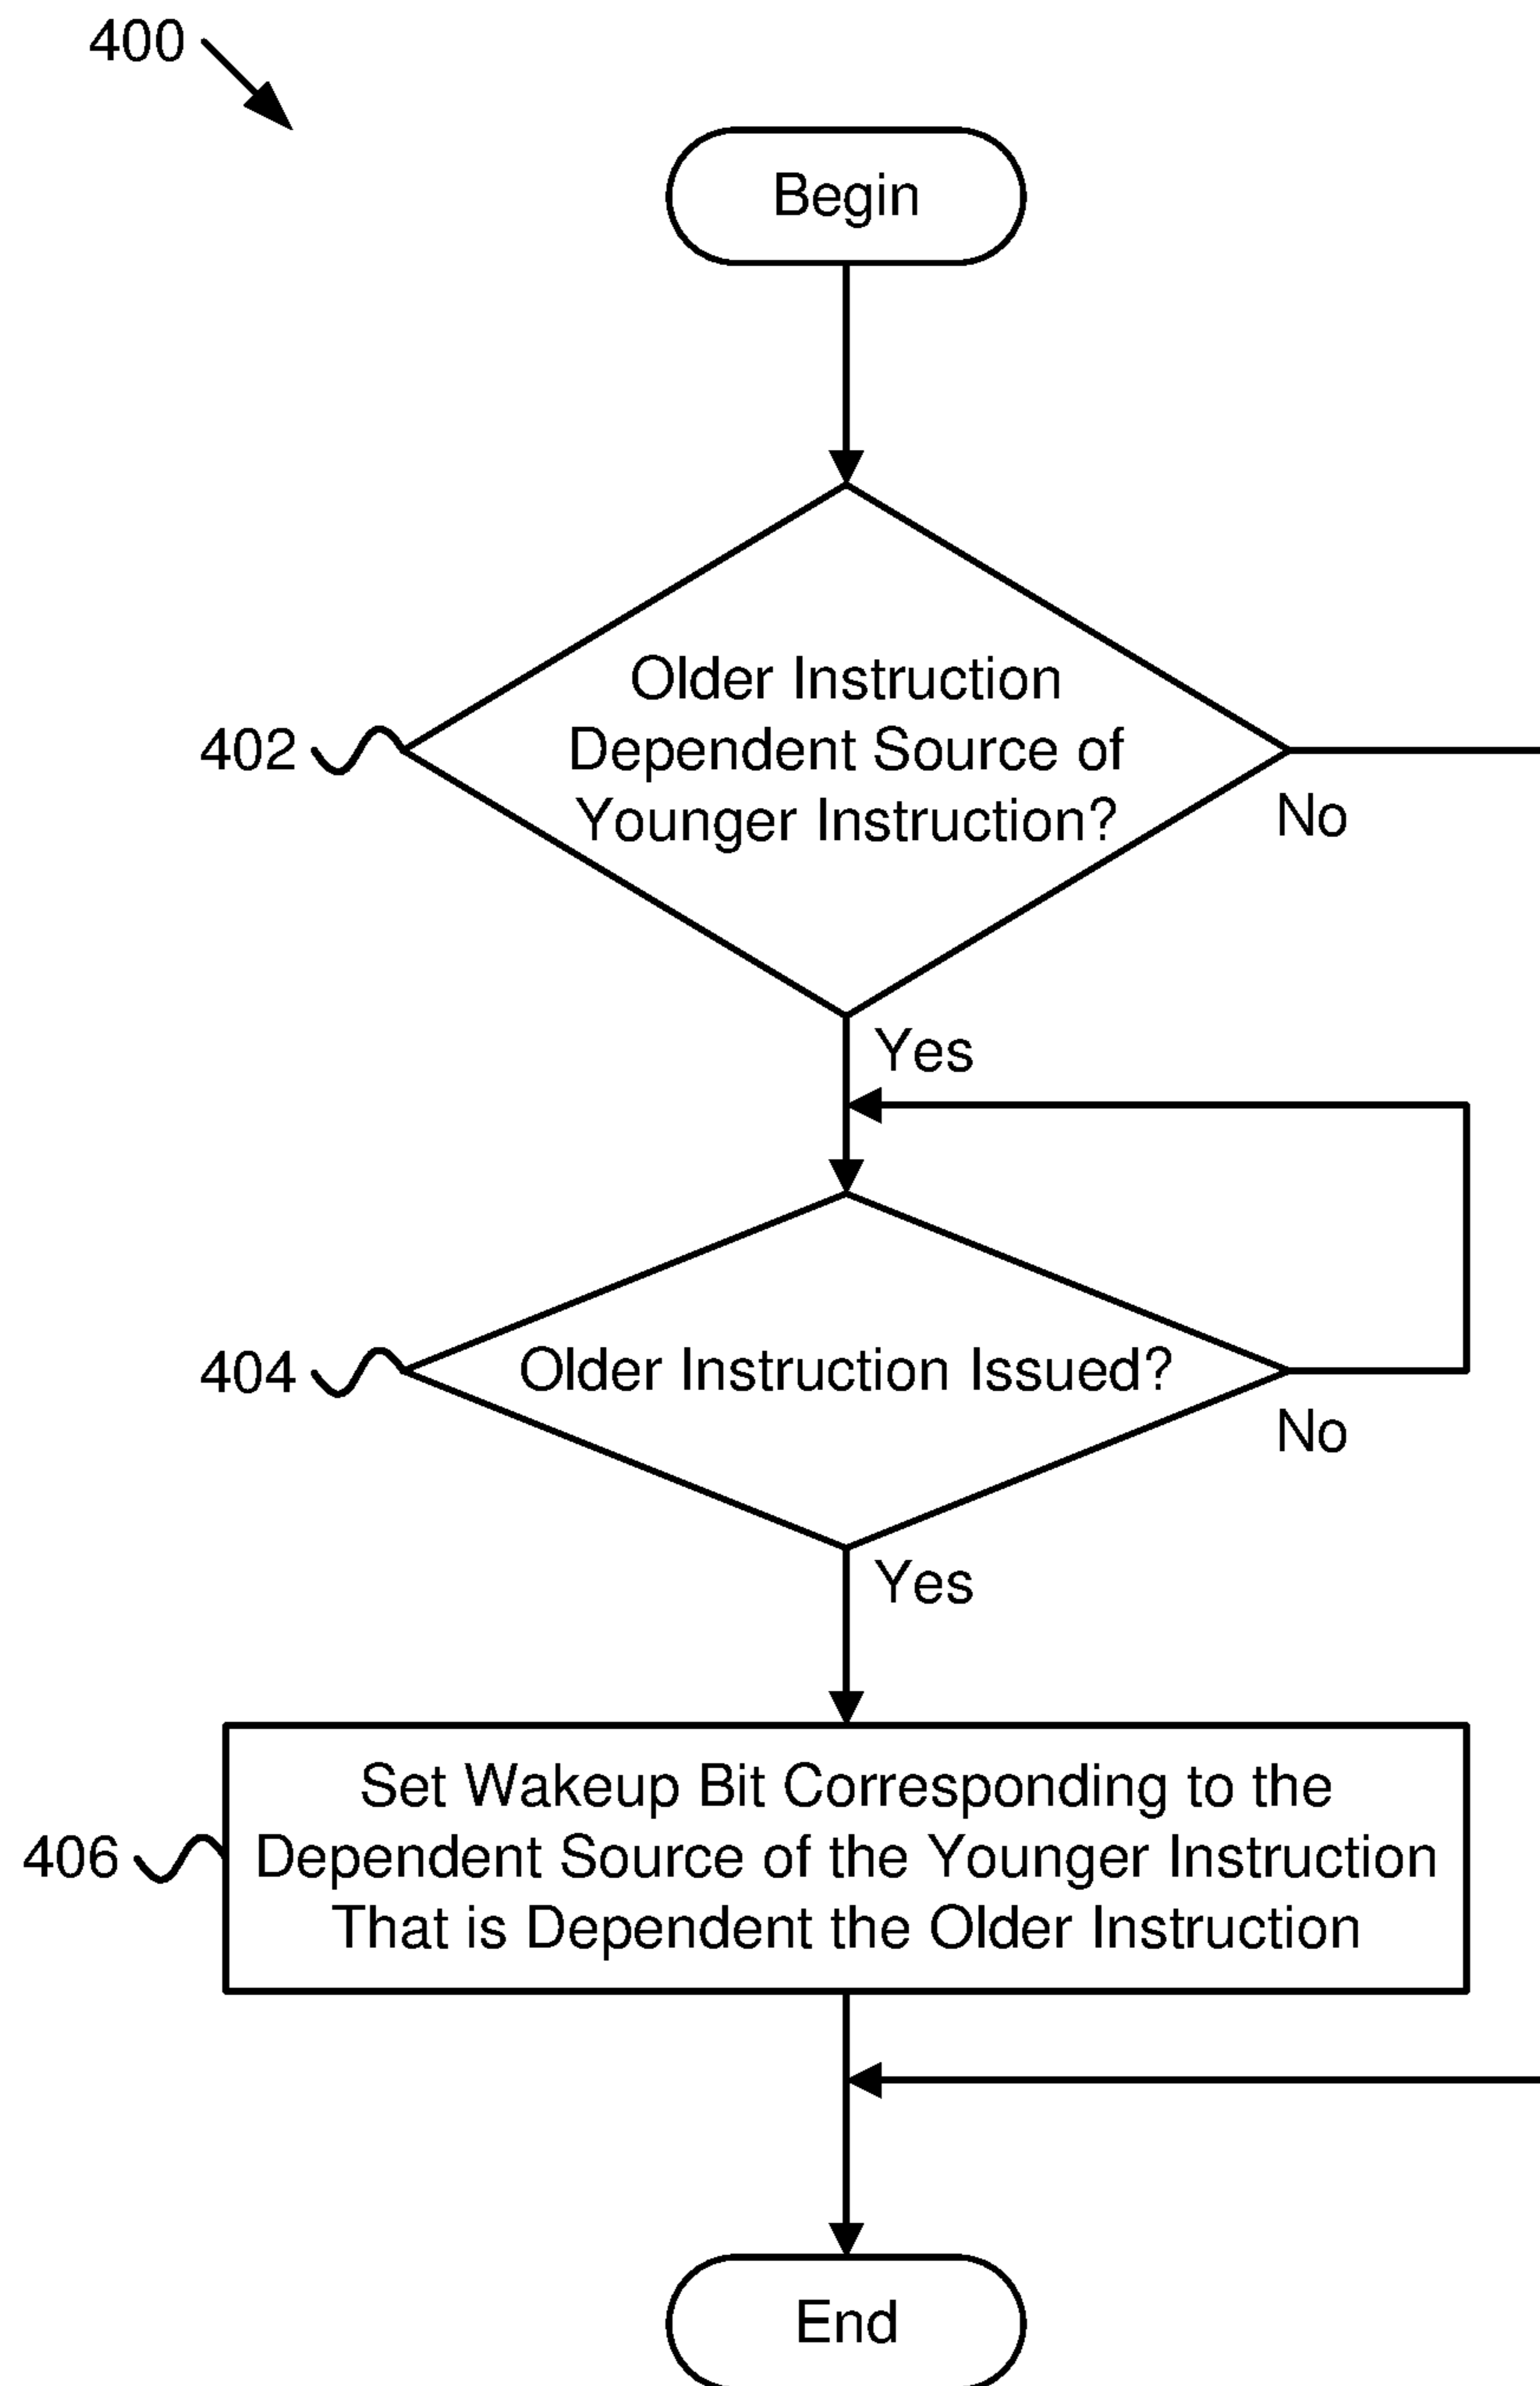 400
Begin
Older Instruction
Dependent Source of
Younger Instruction?
402
No
Yes
Older Instruction Issued?
404
No
Yes
Set Wakeup Bit Corresponding to the
Dependent Source of the Younger Instruction
That is Dependent the Older Instruction
406
End